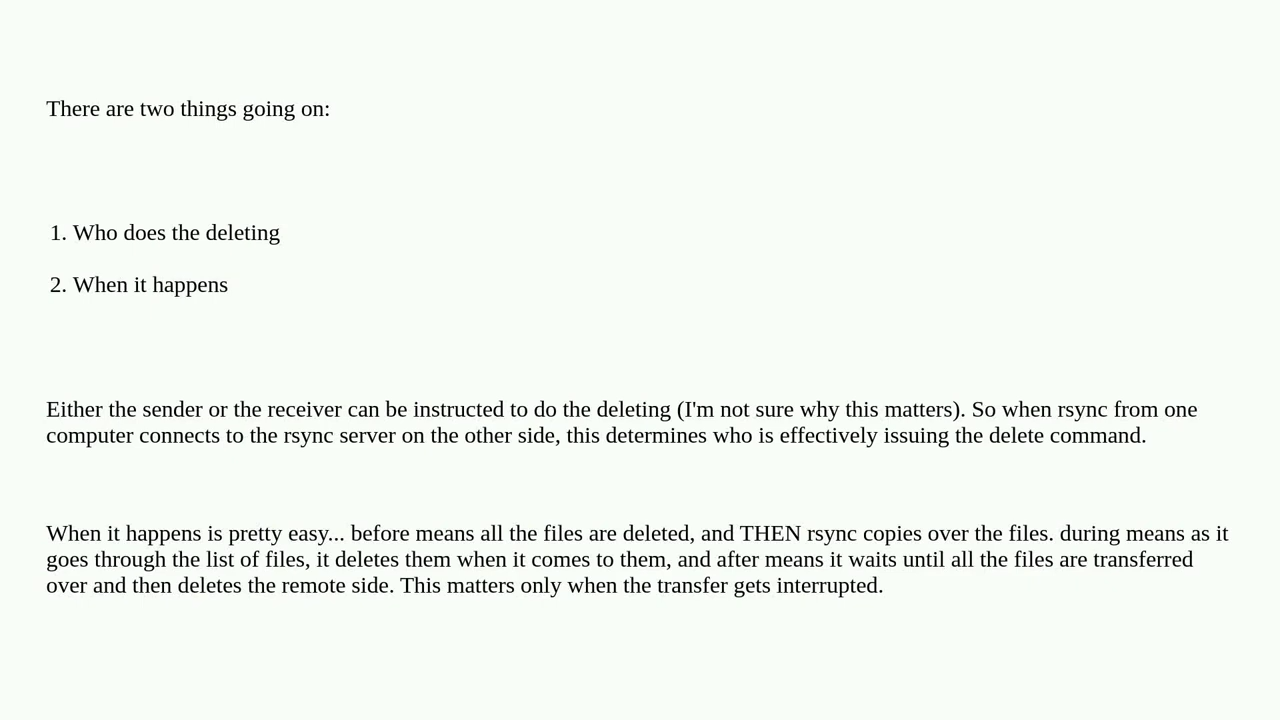 There are two things going on:
1. Who does the deleting
2. When it happens
Either the sender or the receiver can be instructed to do the deleting (I'm not sure why this matters). So when rsync from one
computer connects to the rsync server on the other side, this determines who is effectively issuing the delete command.
When it happens is pretty easy... before means all the files are deleted, and THEN rsync copies over the files. during means as it
goes through the list of files, it deletes them when it comes to them, and after means it waits until all the files are transferred
over and then deletes the remote side. This matters only when the transfer gets interrupted.